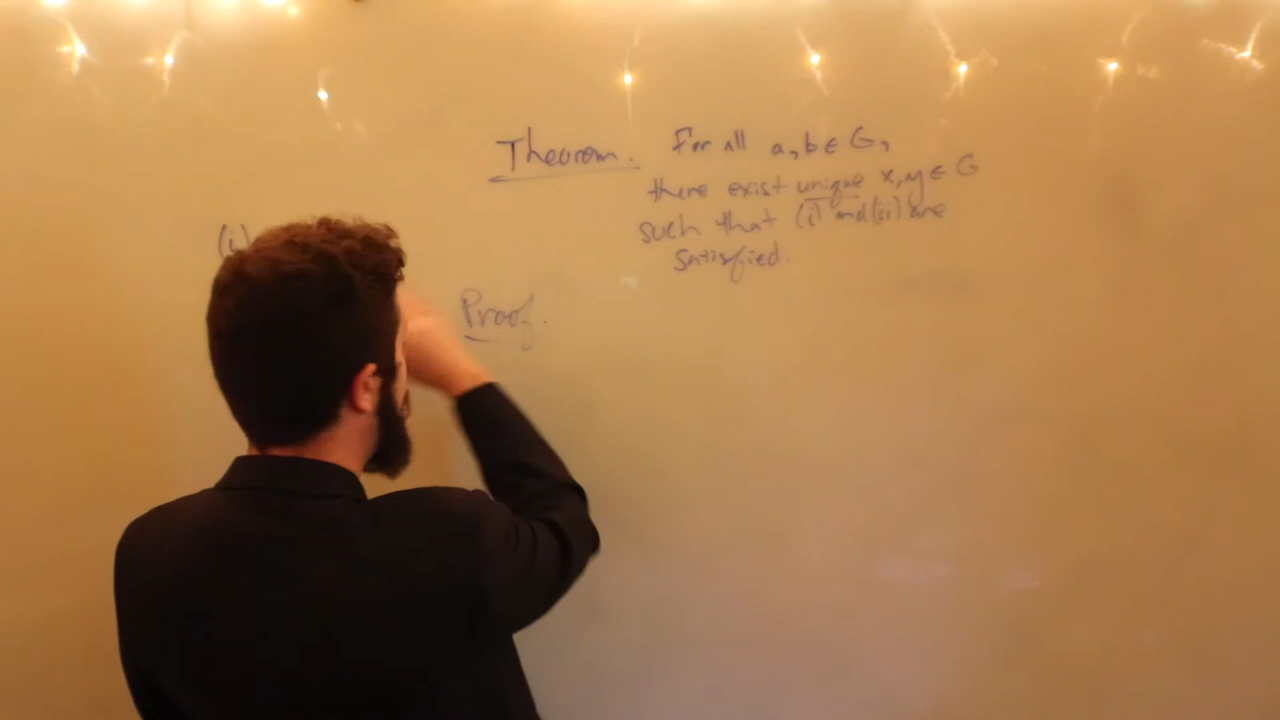 Theorem. For all a, b ∈ G,
there exist unique x, y ∈ G
such that (i) and (ii) are
satisfied.
(i)
Proof.